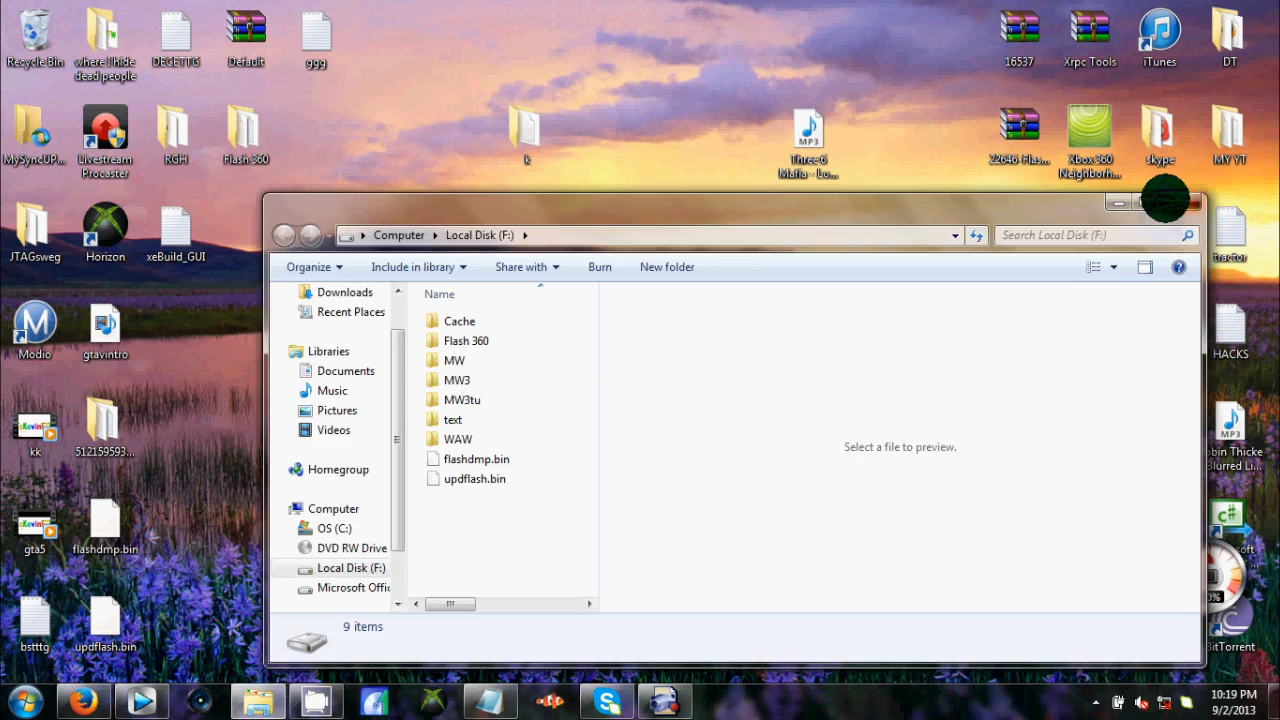 Recycle Bin
where I hide
dead people
DECETTG
Default
ggg
16537
Xrpc Tools
iTunes
DT
MySyncUP...
Livestream
Procaster
RGH
Flash 360
k
MP3
Three 6
Mafia - Lo...
22646-Flas...
Xbox 360
Neighborh...
skype
MY YT
JTAGsweg
Horizon
xeBuild_GUI
Computer
Local Disk (F:)
Search Local Disk (F:)
Organize
Include in library
Share with
Burn
New folder
Downloads
Recent Places
Libraries
Documents
Music
Pictures
Videos
Homegroup
Computer
OS (C:)
DVD RW Drive
Local Disk (F:)
Microsoft Offic
Name
Cache
Flash 360
MW
MW3
MW3tu
text
WAW
flashdmp.bin
updflash.bin
Select a file to preview.
9 items
Modio
gtavintro
HACKS
kk
512159593...
MP3
obin Thicke
Blurred Li...
gta5
flashdmp.bin
C#
bstttg
updflash.bin
BitTorrent
10:19 PM
9/2/2013